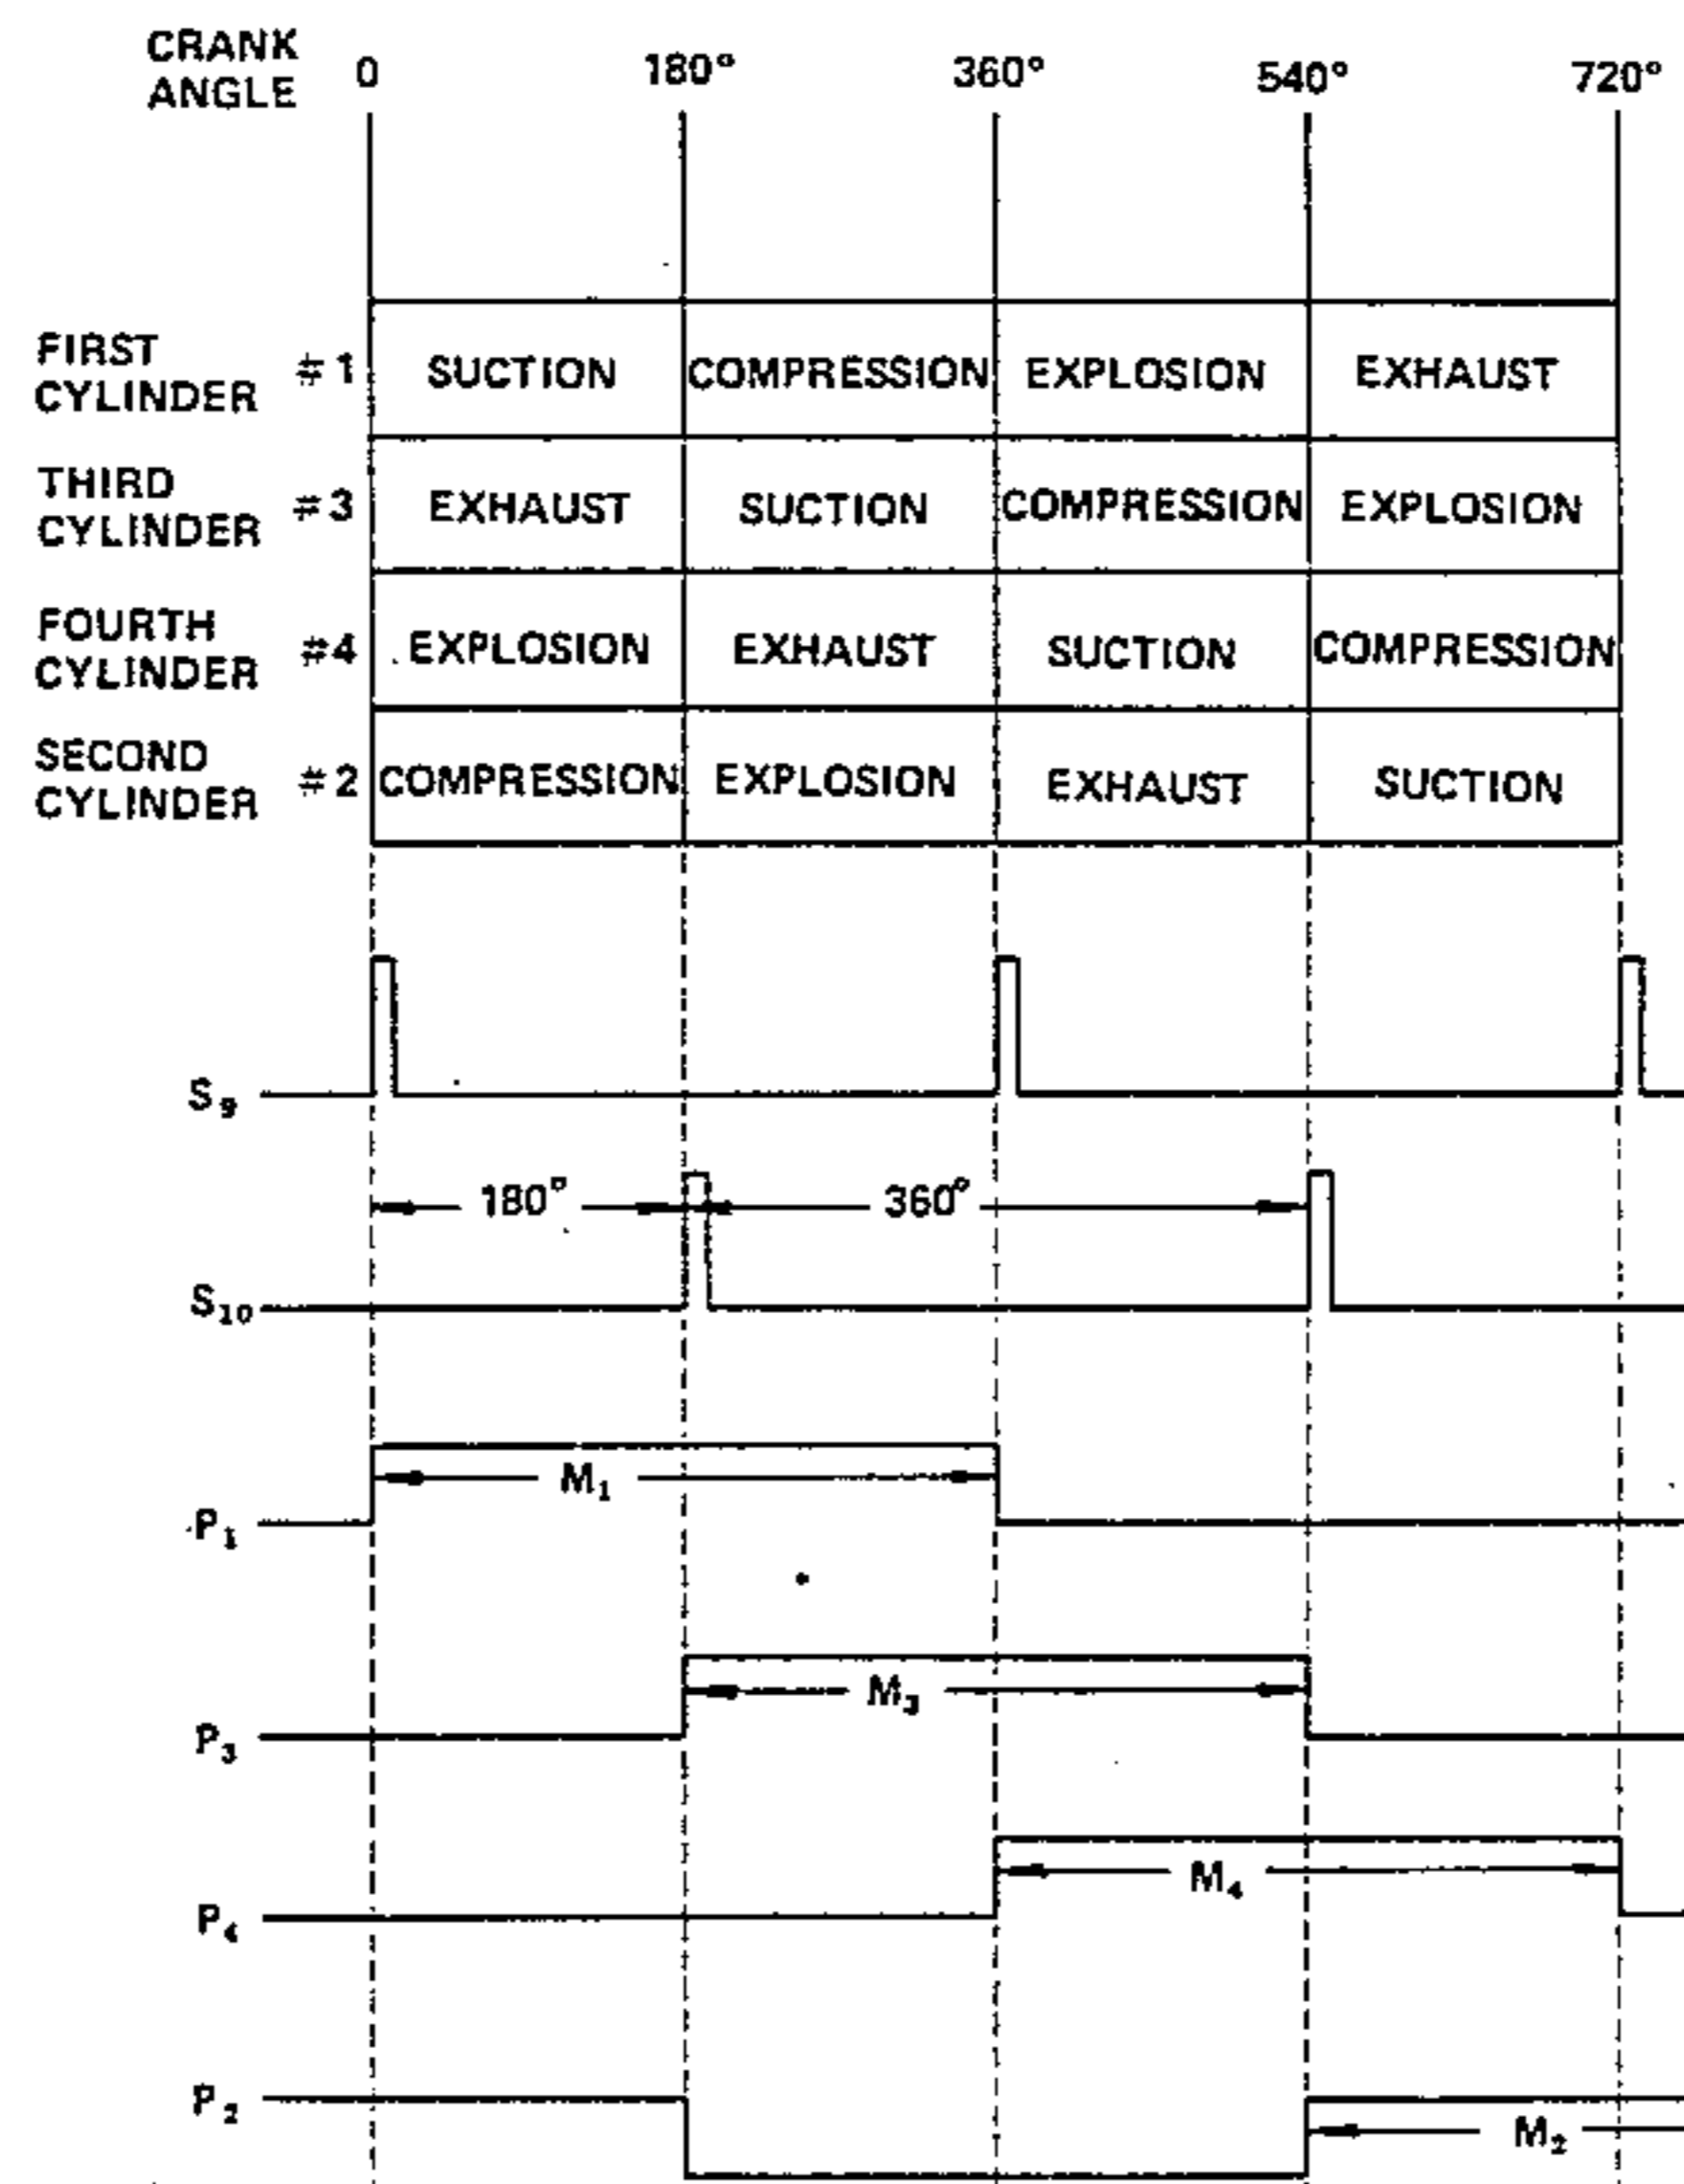 CRANK
ANGLE 0 180° 360° 540° 720°
FIRST
CYLINDER #1 SUCTION COMPRESSION EXPLOSION EXHAUST
THIRD
CYLINDER #3 EXHAUST SUCTION COMPRESSION EXPLOSION
FOURTH
CYLINDER #4 EXPLOSION EXHAUST SUCTION COMPRESSION
SECOND
CYLINDER #2 COMPRESSION EXPLOSION EXHAUST SUCTION
S9
180° 360°
S10
M1
P1
M3
P3
M4
P4
P2
M2